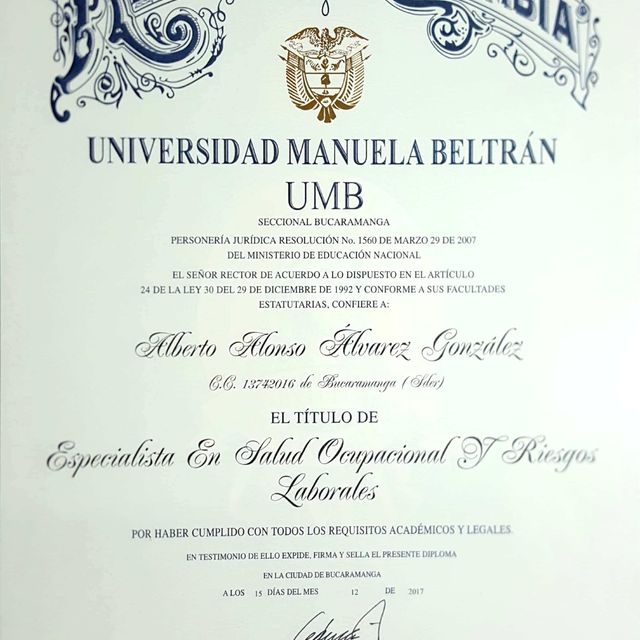 UNIVERSIDAD MANUELA BELTRÁN
UMB
SECCIONAL BUCARAMANGA
PERSONERÍA JURÍDICA RESOLUCIÓN No. 1560 DE MARZO 29 DE 2007
DEL MINISTERIO DE EDUCACIÓN NACIONAL
EL SEÑOR RECTOR DE ACUERDO A LO DISPUESTO EN EL ARTÍCULO
24 DE LA LEY 30 DEL 29 DE DICIEMBRE DE 1992 Y CONFORME A SUS FACULTADES
ESTATUTARIAS, CONFIERE A:
Alberto Alonso Álvarez González
C.C. 13742016 de Bucaramanga (Sder)
EL TÍTULO DE
Especialista En Salud Ocupacional Y Riesgos
Laborales
POR HABER CUMPLIDO CON TODOS LOS REQUISITOS ACADÉMICOS Y LEGALES.
EN TESTIMONIO DE ELLO EXPIDE, FIRMA Y SELLA EL PRESENTE DIPLOMA
EN LA CIUDAD DE BUCARAMANGA
A LOS 15 DÍAS DEL MES 12 DE 2017